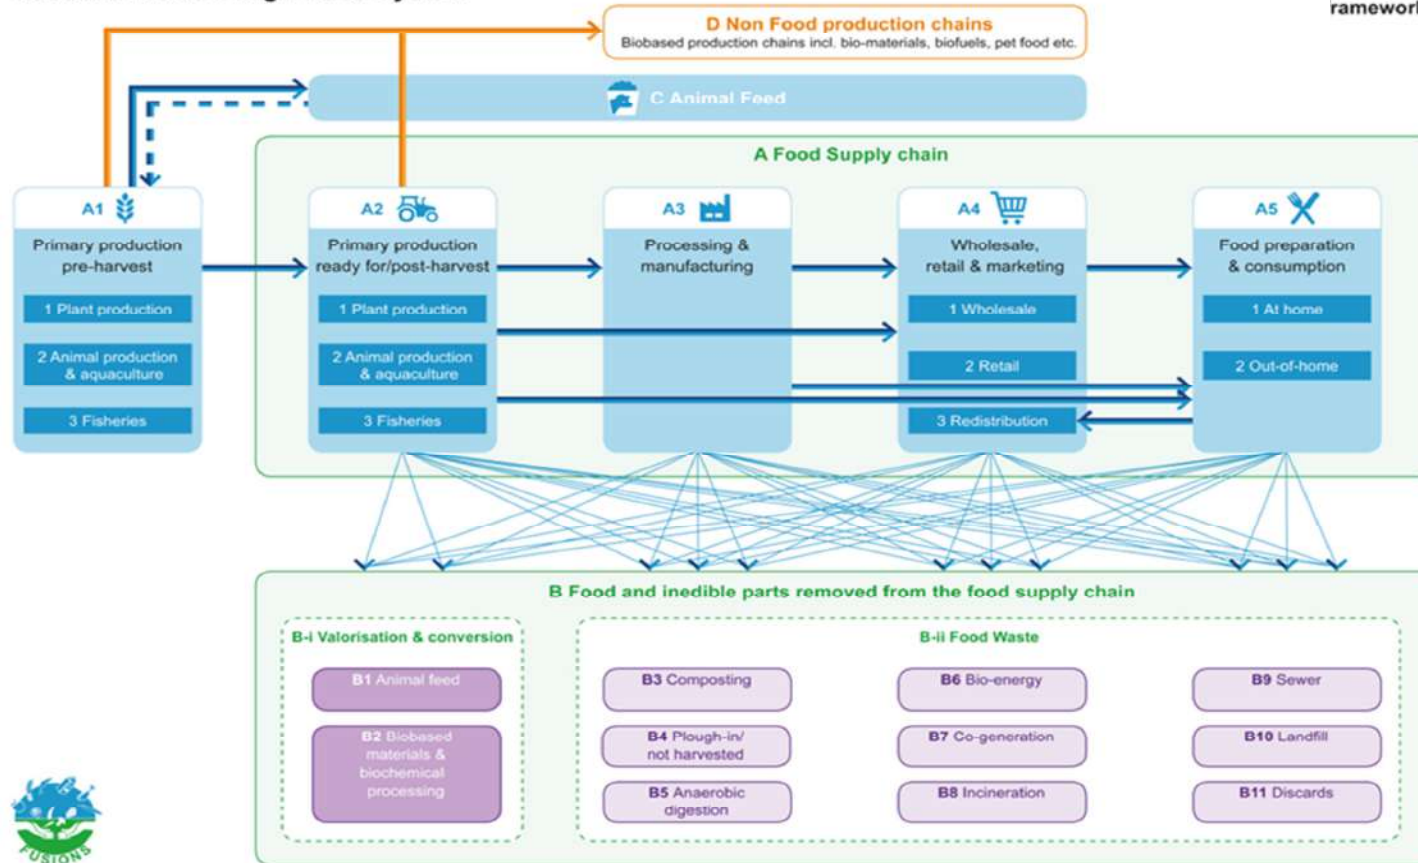 ramework
D Non Food production chains
Biobased production chains incl. bio-materials, biofuels, pet food etc.
C Animal Feed
A Food Supply chain
A1
Primary production
pre-harvest
1 Plant production
2 Animal production
& aquaculture
3 Fisheries
A2
Primary production
ready for/post-harvest
1 Plant production
2 Animal production
& aquaculture
3 Fisheries
A3
Processing &
manufacturing
A4
Wholesale,
retail & marketing
1 Wholesale
2 Retail
3 Redistribution
A5
Food preparation
& consumption
1 At home
2 Out-of-home
B Food and inedible parts removed from the food supply chain
B-i Valorisation & conversion
B1 Animal feed
B2 Biobased
materials &
biochemical
processing
B-ii Food Waste
B3 Composting
B4 Plough-in/
not harvested
B5 Anaerobic
digestion
B6 Bio-energy
B7 Co-generation
B8 Incineration
B9 Sewer
B10 Landfill
B11 Discards
FUSIONS